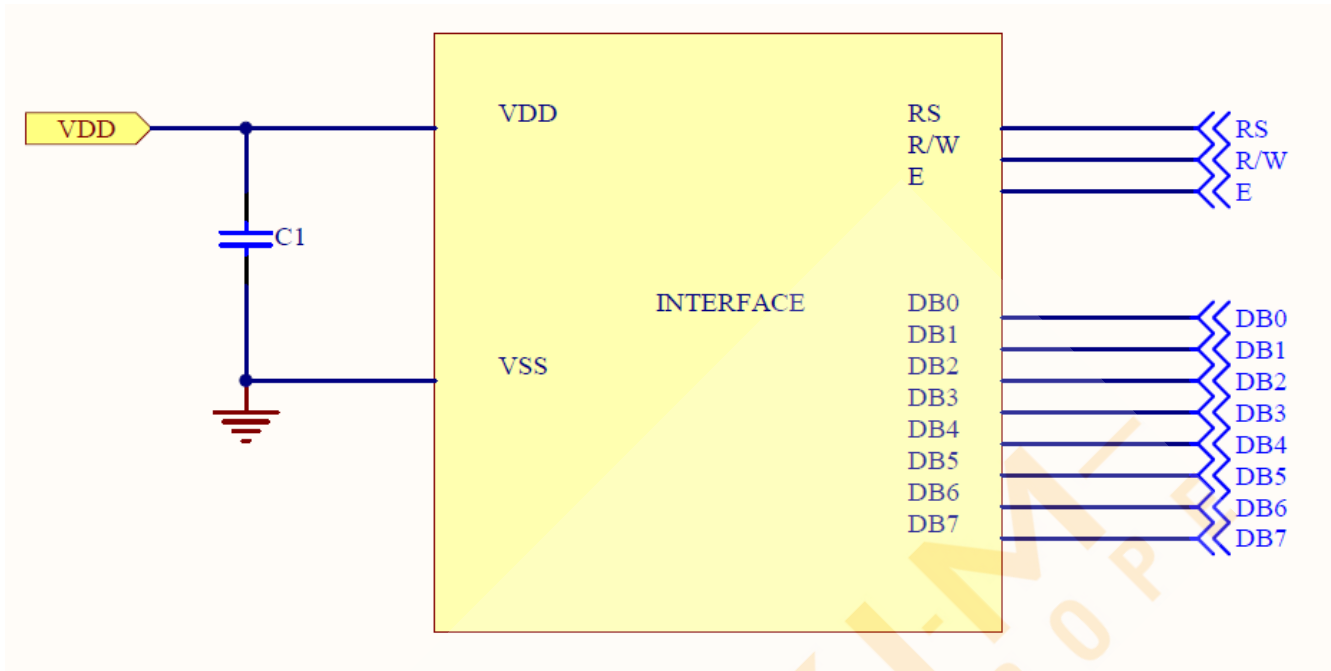 VDD
VDD
C1
VSS
INTERFACE
RS
R/W
E
DB0
DB1
DB2
DB3
DB4
DB5
DB6
DB7
RS
R/W
E
DB0
DB1
DB2
DB3
DB4
DB5
DB6
DB7